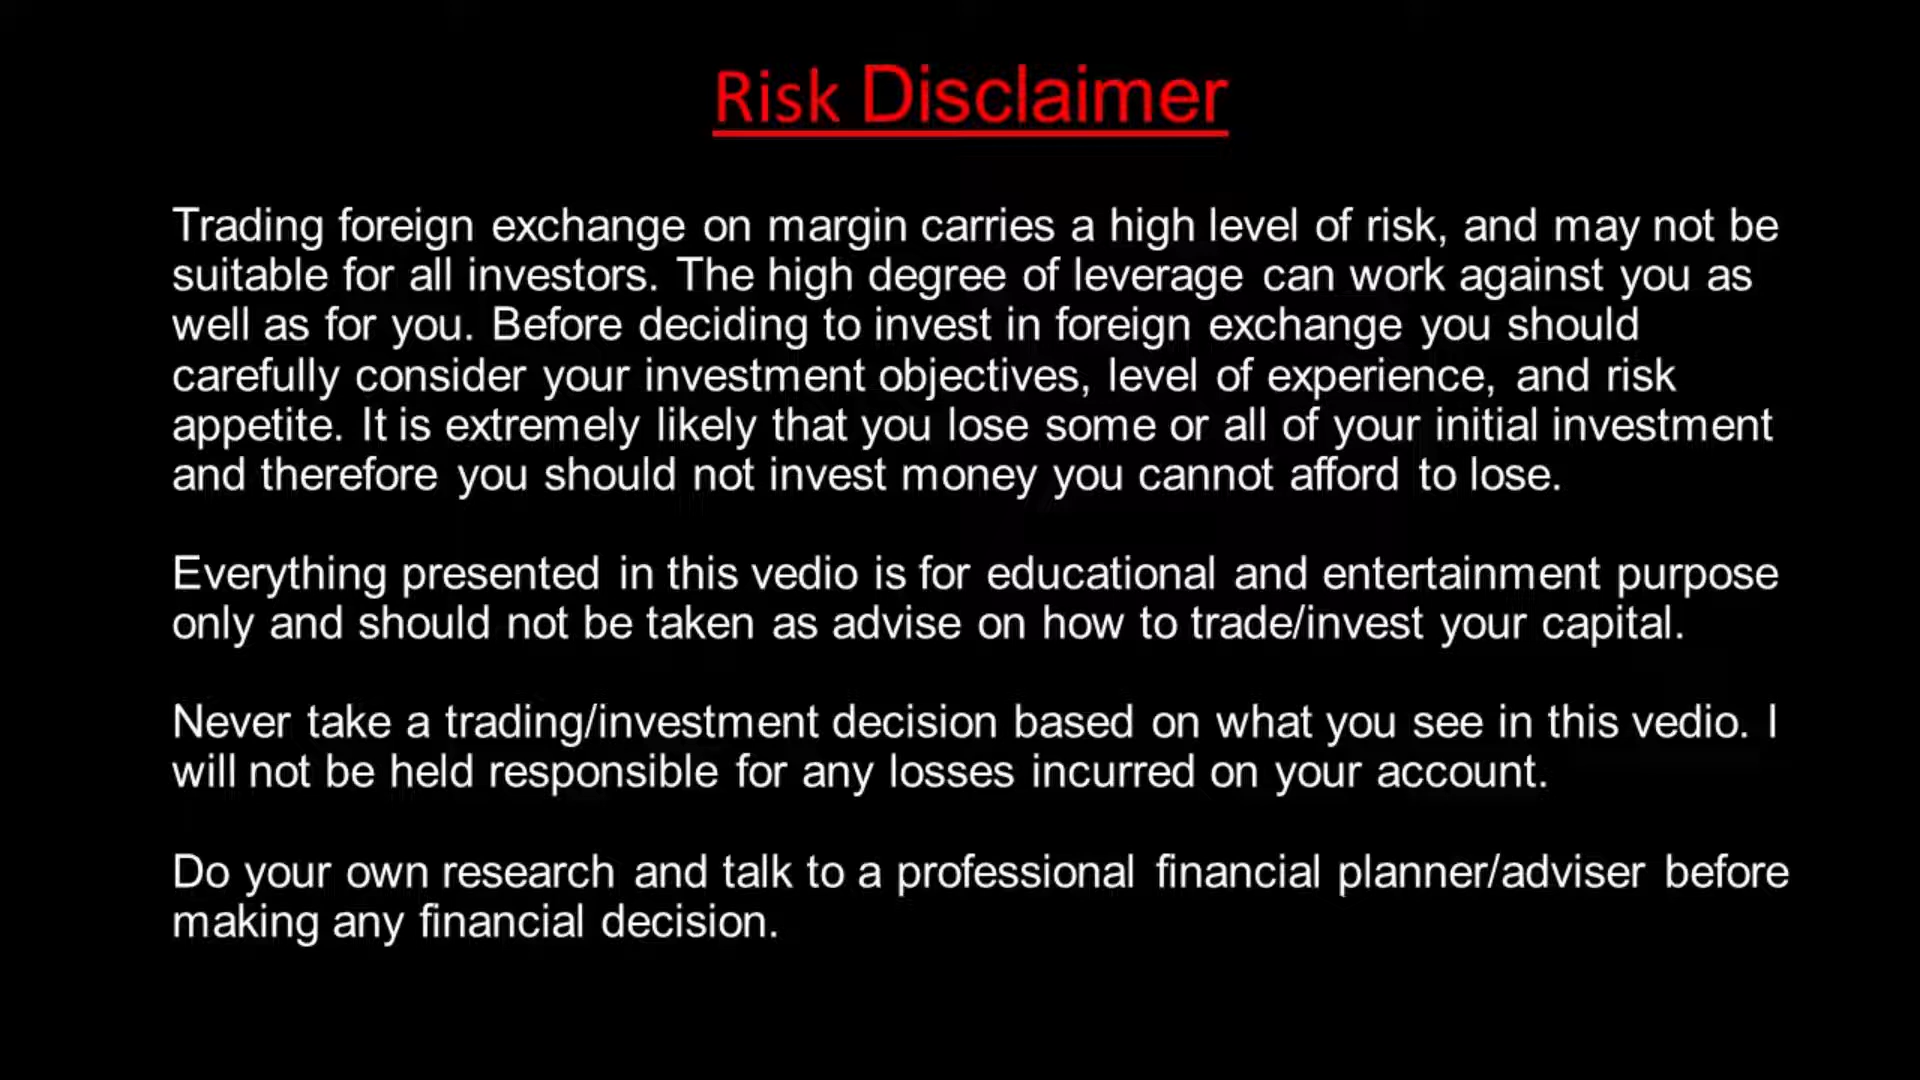 Risk Disclaimer
Trading foreign exchange on margin carries a high level of risk, and may not be
suitable for all investors. The high degree of leverage can work against you as
well as for you. Before deciding to invest in foreign exchange you should
carefully consider your investment objectives, level of experience, and risk
appetite. It is extremely likely that you lose some or all of your initial investment
and therefore you should not invest money you cannot afford to lose.
Everything presented in this vedio is for educational and entertainment purpose
only and should not be taken as advise on how to trade/invest your capital.
Never take a trading/investment decision based on what you see in this vedio. I
will not be held responsible for any losses incurred on your account.
Do your own research and talk to a professional financial planner/adviser before
making any financial decision.